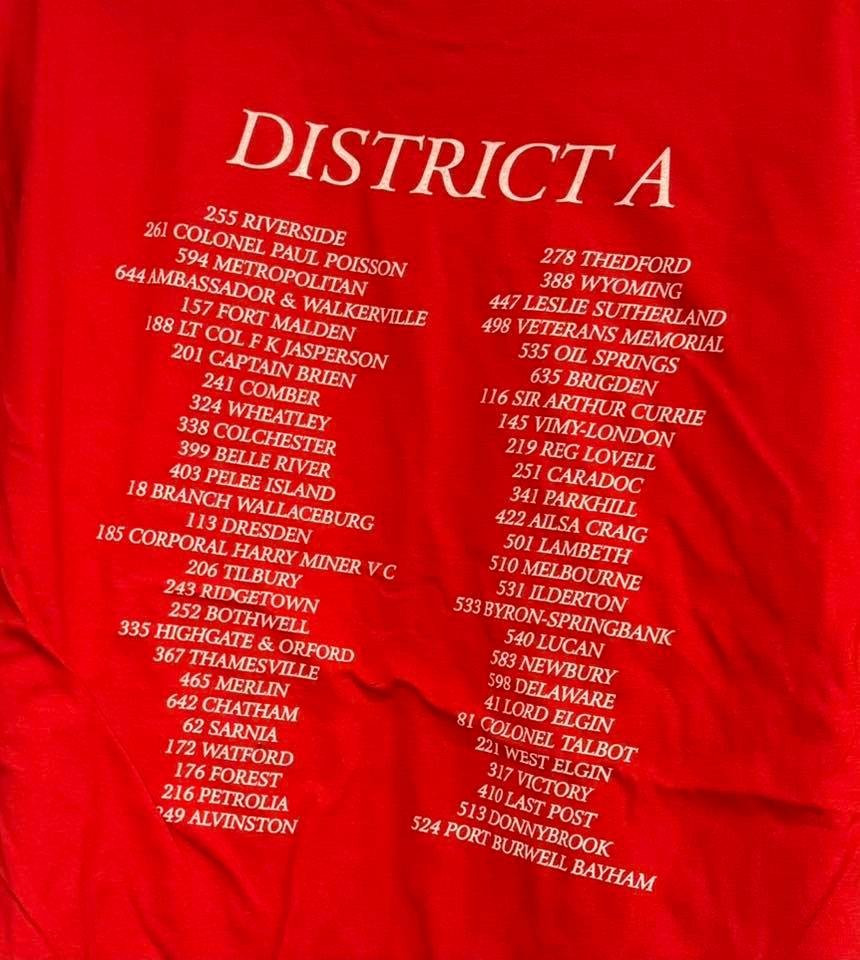 DISTRICT A
255 RIVERSIDE
261 COLONEL PAUL POISSON
594 METROPOLITAN
644 AMBASSADOR & WALKERVILLE
157 FORT MALDEN
188 LT COL F K JASPERSON
201 CAPTAIN BRIEN
241 COMBER
324 WHEATLEY
338 COLCHESTER
399 BELLE RIVER
403 PELEE ISLAND
18 BRANCH WALLACEBURG
113 DRESDEN
185 CORPORAL HARRY MINER V C
206 TILBURY
243 RIDGETOWN
252 BOTHWELL
335 HIGHGATE & ORFORD
367 THAMESVILLE
465 MERLIN
642 CHATHAM
62 SARNIA
172 WATFORD
176 FOREST
216 PETROLIA
249 ALVINSTON
278 THEDFORD
388 WYOMING
447 LESLIE SUTHERLAND
498 VETERANS MEMORIAL
535 OIL SPRINGS
635 BRIGDEN
116 SIR ARTHUR CURRIE
145 VIMY-LONDON
219 REG LOVELL
251 CARADOC
341 PARKHILL
422 AILSA CRAIG
501 LAMBETH
510 MELBOURNE
531 ILDERTON
533 BYRON-SPRINGBANK
540 LUCAN
583 NEWBURY
598 DELAWARE
41 LORD ELGIN
81 COLONEL TALBOT
221 WEST ELGIN
317 VICTORY
410 LAST POST
513 DONNYBROOK
524 PORT BURWELL BAYHAM